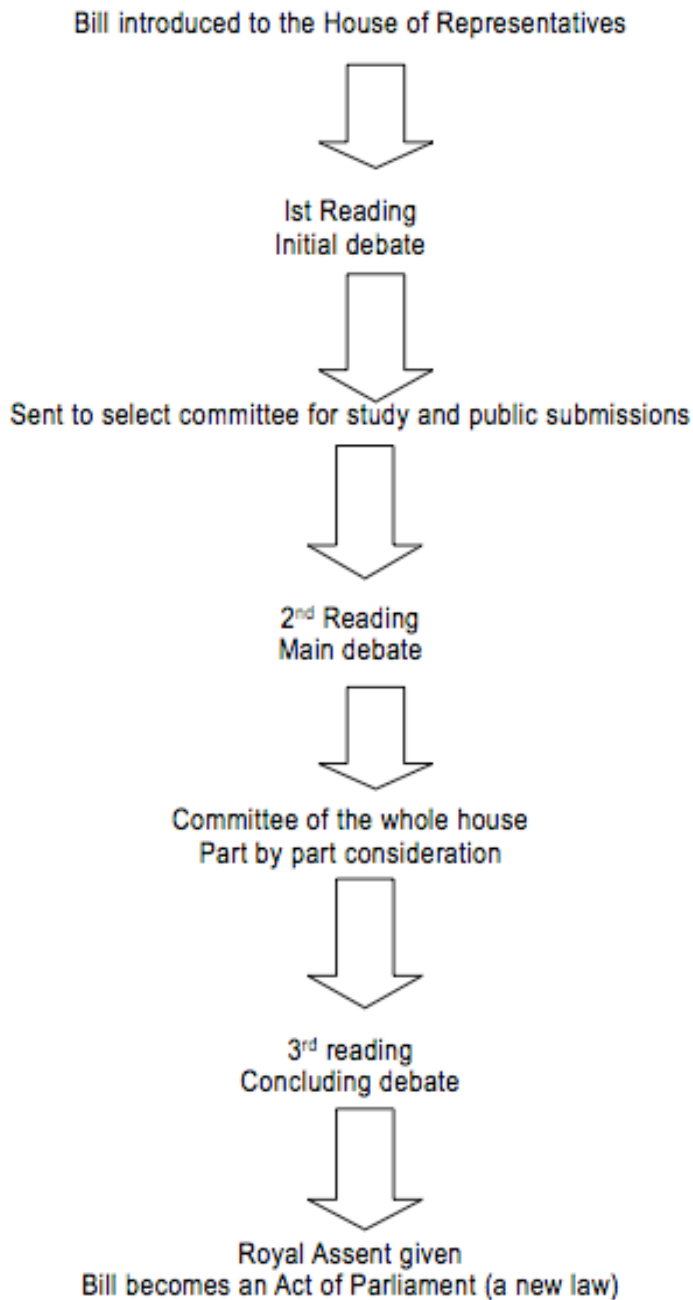 Bill introduced to the House of Representatives
Ist Reading
Initial debate
Sent to select committee for study and public submissions
2nd Reading
Main debate
Committee of the whole house
Part by part consideration
3rd reading
Concluding debate
Royal Assent given
Bill becomes an Act of Parliament (a new law)